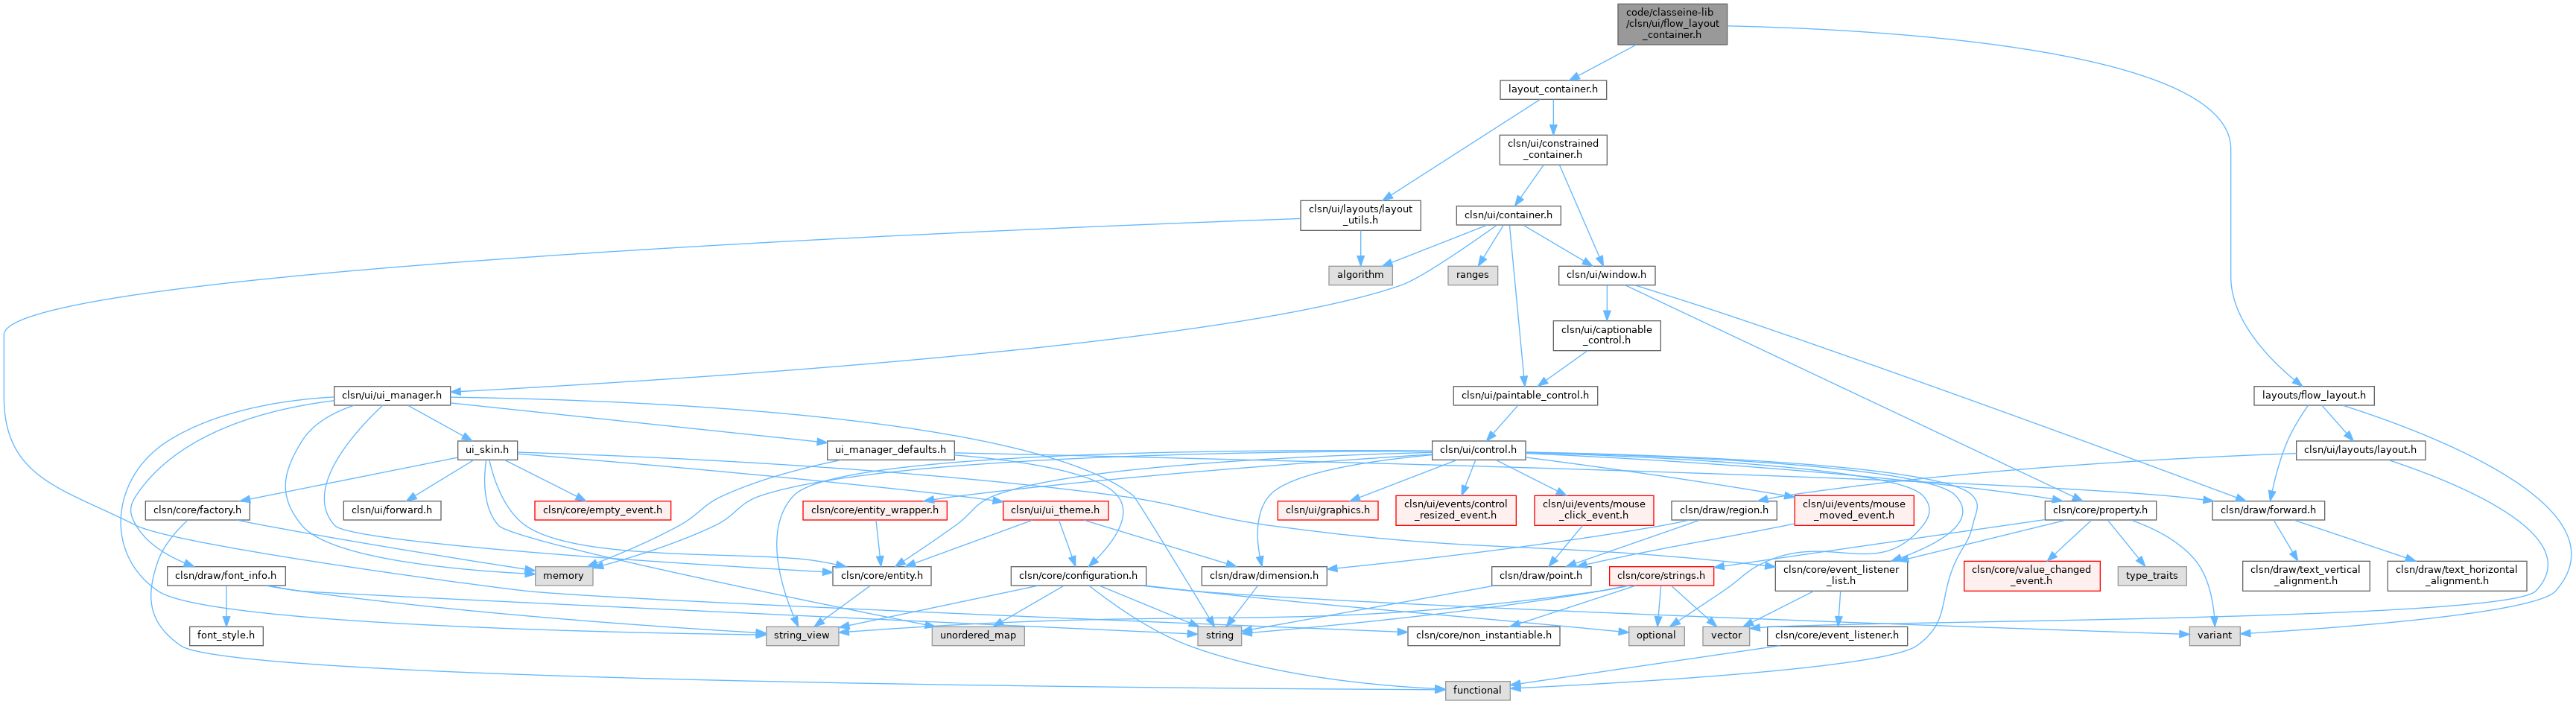 code/classeine-lib
/clsn/ui/flow_layout
_container.h
layout_container.h
clsn/ui/constrained
_container.h
clsn/ui/layouts/layout
_utils.h
clsn/ui/container.h
algorithm
ranges
clsn/ui/window.h
clsn/ui/captionable
_control.h
clsn/ui/ui_manager.h
clsn/ui/paintable_control.h
layouts/flow_layout.h
ui_skin.h
ui_manager_defaults.h
clsn/ui/control.h
clsn/ui/layouts/layout.h
clsn/core/factory.h
clsn/ui/forward.h
clsn/core/empty_event.h
clsn/core/entity_wrapper.h
clsn/ui/ui_theme.h
clsn/ui/graphics.h
clsn/ui/events/control
_resized_event.h
clsn/ui/events/mouse
_click_event.h
clsn/draw/region.h
clsn/ui/events/mouse
_moved_event.h
clsn/core/property.h
clsn/draw/forward.h
clsn/draw/font_info.h
memory
clsn/core/entity.h
clsn/core/configuration.h
clsn/draw/dimension.h
clsn/draw/point.h
clsn/core/strings.h
clsn/core/event_listener
_list.h
clsn/core/value_changed
_event.h
type_traits
clsn/draw/text_vertical
_alignment.h
clsn/draw/text_horizontal
_alignment.h
font_style.h
string_view
unordered_map
string
clsn/core/non_instantiable.h
optional
vector
clsn/core/event_listener.h
variant
functional